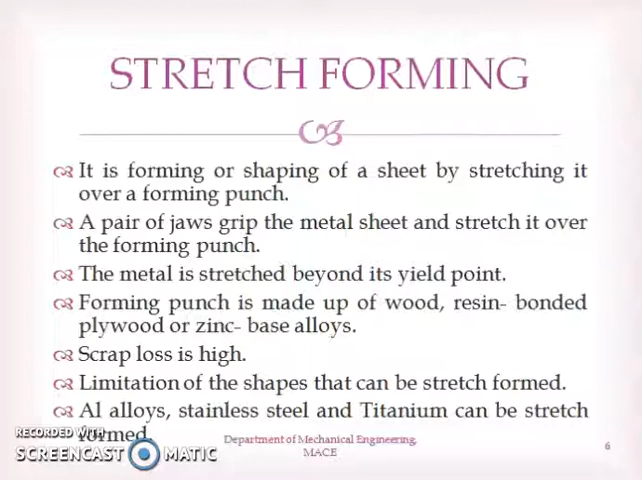 STRETCH FORMING
It is forming or shaping of a sheet by stretching it
over a forming punch.
A pair of jaws grip the metal sheet and stretch it over
the forming punch.
The metal is stretched beyond its yield point.
Forming punch is made up of wood, resin- bonded
plywood or zinc- base alloys.
Scrap loss is high.
Limitation of the shapes that can be stretch formed.
Al alloys, stainless steel and Titanium can be stretch
formed.
RECORDED WITH
SCREENCAST MATIC
Department of Mechanical Engineering,
MACE
6